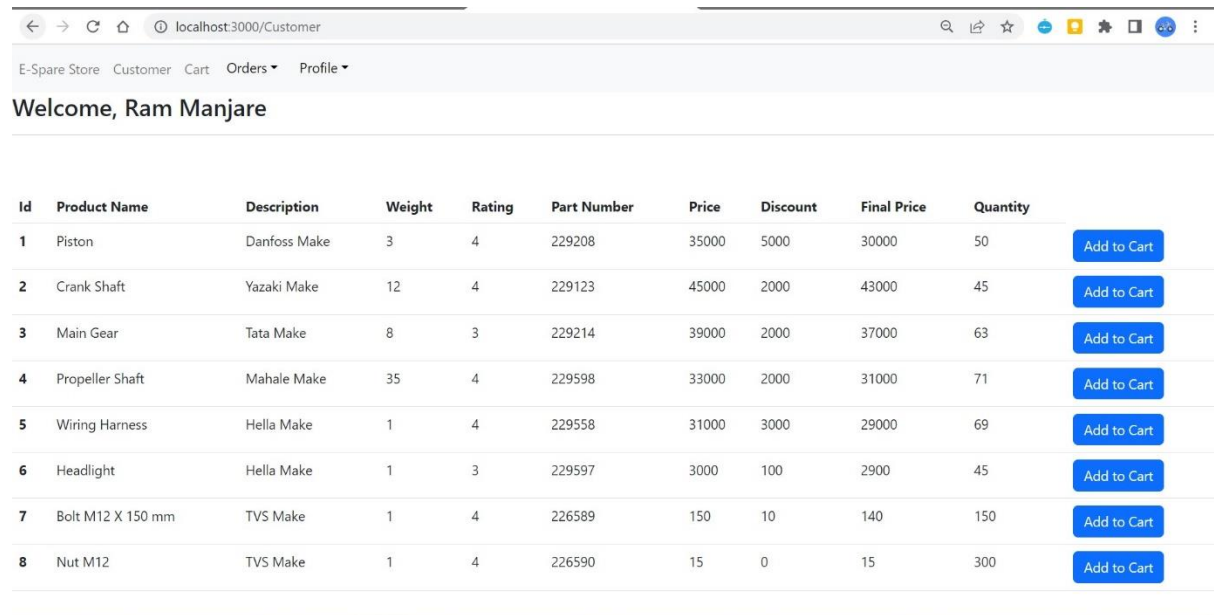 localhost:3000/Customer
E-Spare Store Customer Cart Orders Profile
Welcome, Ram Manjare
Id Product Name Description Weight Rating Part Number Price Discount Final Price Quantity
1 Piston Danfoss Make 3 4 229208 35000 5000 30000 50 Add to Cart
2 Crank Shaft Yazaki Make 12 4 229123 45000 2000 43000 45 Add to Cart
3 Main Gear Tata Make 8 3 229214 39000 2000 37000 63 Add to Cart
4 Propeller Shaft Mahale Make 35 4 229598 33000 2000 31000 71 Add to Cart
5 Wiring Harness Hella Make 1 4 229558 31000 3000 29000 69 Add to Cart
6 Headlight Hella Make 1 3 229597 3000 100 2900 45 Add to Cart
7 Bolt M12 X 150 mm TVS Make 1 4 226589 150 10 140 150 Add to Cart
8 Nut M12 TVS Make 1 4 226590 15 0 15 300 Add to Cart